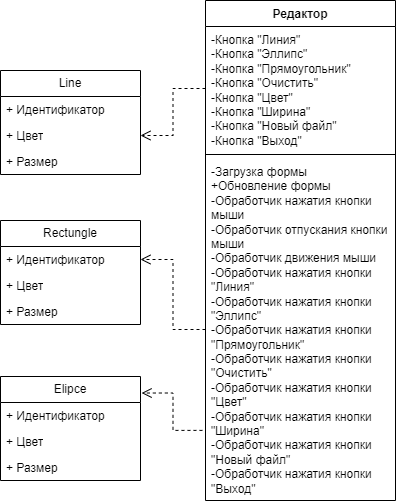 Line
+ Идентификатор
+ Цвет
+ Размер
Rectungle
+ Идентификатор
+ Цвет
+ Размер
Elipce
+ Идентификатор
+ Цвет
+ Размер
Редактор
-Кнопка "Линия"
-Кнопка "Эллипс"
-Кнопка "Прямоугольник"
-Кнопка "Очистить"
-Кнопка "Цвет"
-Кнопка "Ширина"
-Кнопка "Новый файл"
-Кнопка "Выход"
-Загрузка формы
+Обновление формы
-Обработчик нажатия кнопки
мыши
-Обработчик отпускания кнопки
мыши
-Обработчик движения мыши
-Обработчик нажатия кнопки
"Линия"
-Обработчик нажатия кнопки
"Эллипс"
-Обработчик нажатия кнопки
"Прямоугольник"
-Обработчик нажатия кнопки
"Очистить"
-Обработчик нажатия кнопки
"Цвет"
-Обработчик нажатия кнопки
"Ширина"
-Обработчик нажатия кнопки
"Новый файл"
-Обработчик нажатия кнопки
"Выход"